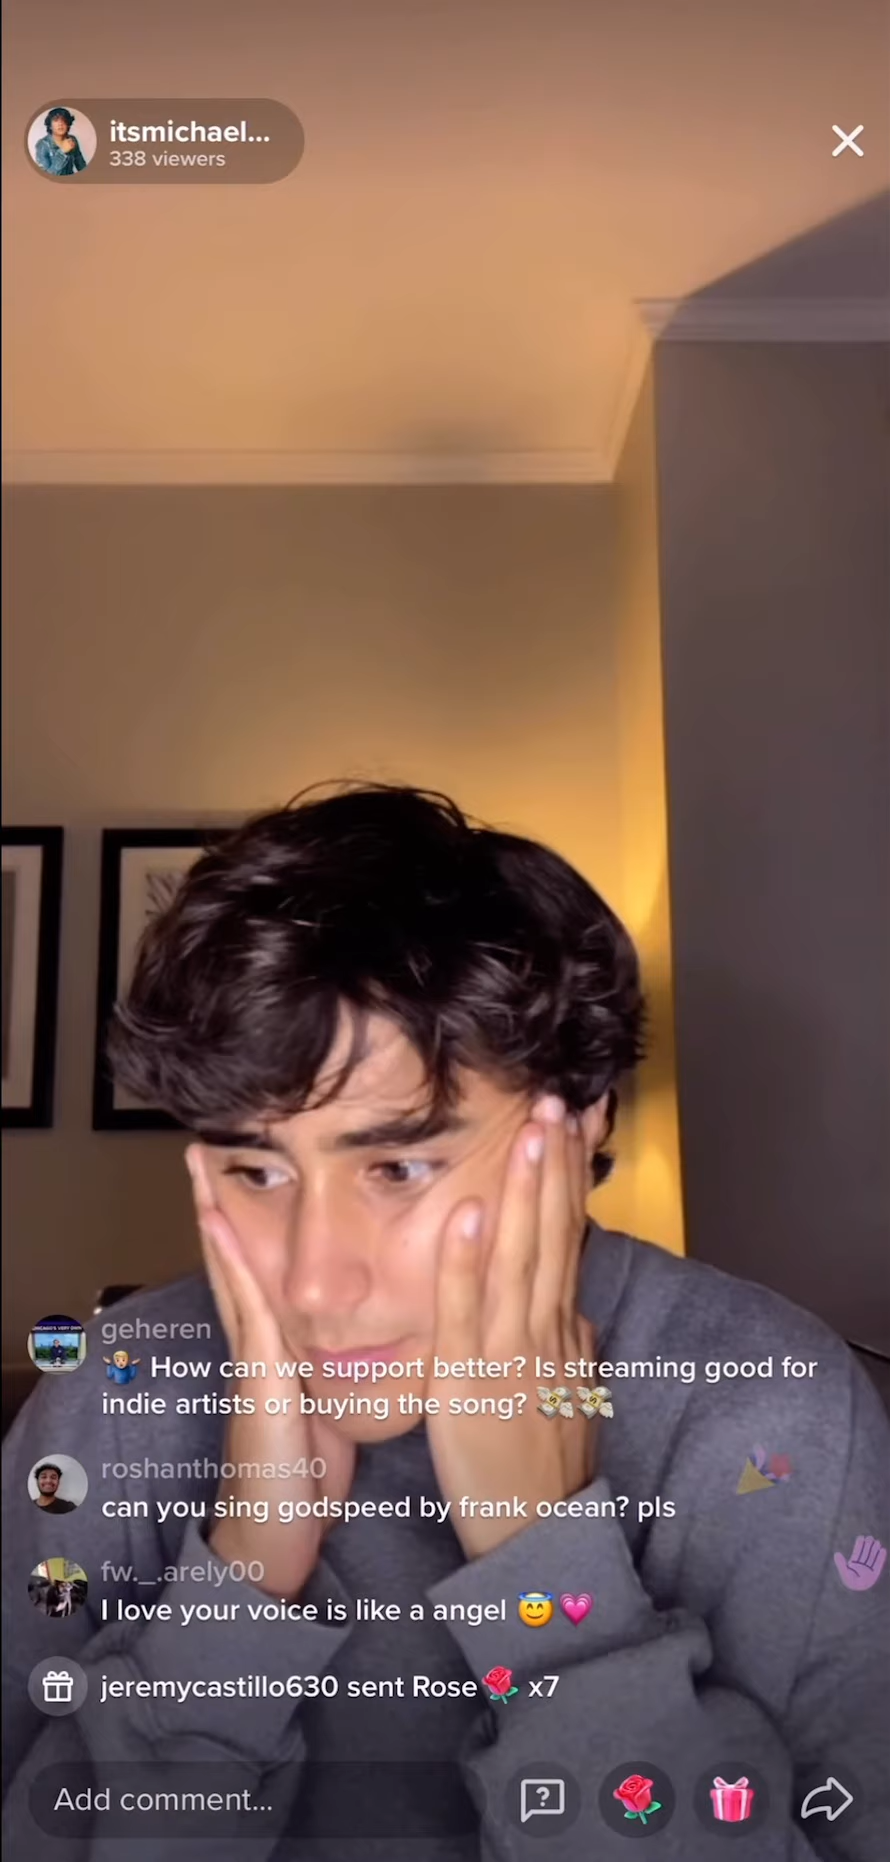 itsmichael...
338 viewers
geheren
🤷🏼‍♂️ How can we support better? Is streaming good for
indie artists or buying the song? 💸💸
roshanthomas40
can you sing godspeed by frank ocean? pls
fw._.arely00
I love your voice is like a angel 😇💗
jeremycastillo630 sent Rose🌹 x7
Add comment...
?